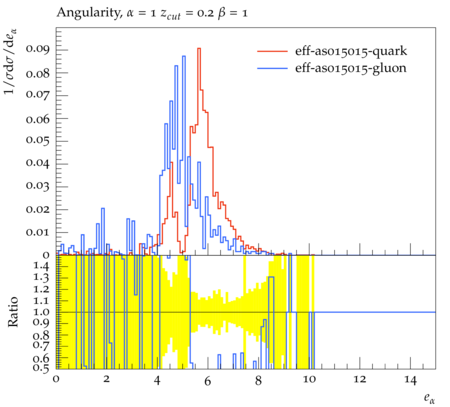 Angularity, α = 1 z_cut = 0.2 β = 1
1/σdσ/de_α
0.09
0.08
0.07
0.06
0.05
0.04
0.03
0.02
0.01
0
eff-as015015-quark
eff-as015015-gluon
Ratio
1.4
1.3
1.2
1.1
1.0
0.9
0.8
0.7
0.6
0.5
0 2 4 6 8 10 12 14
e_α